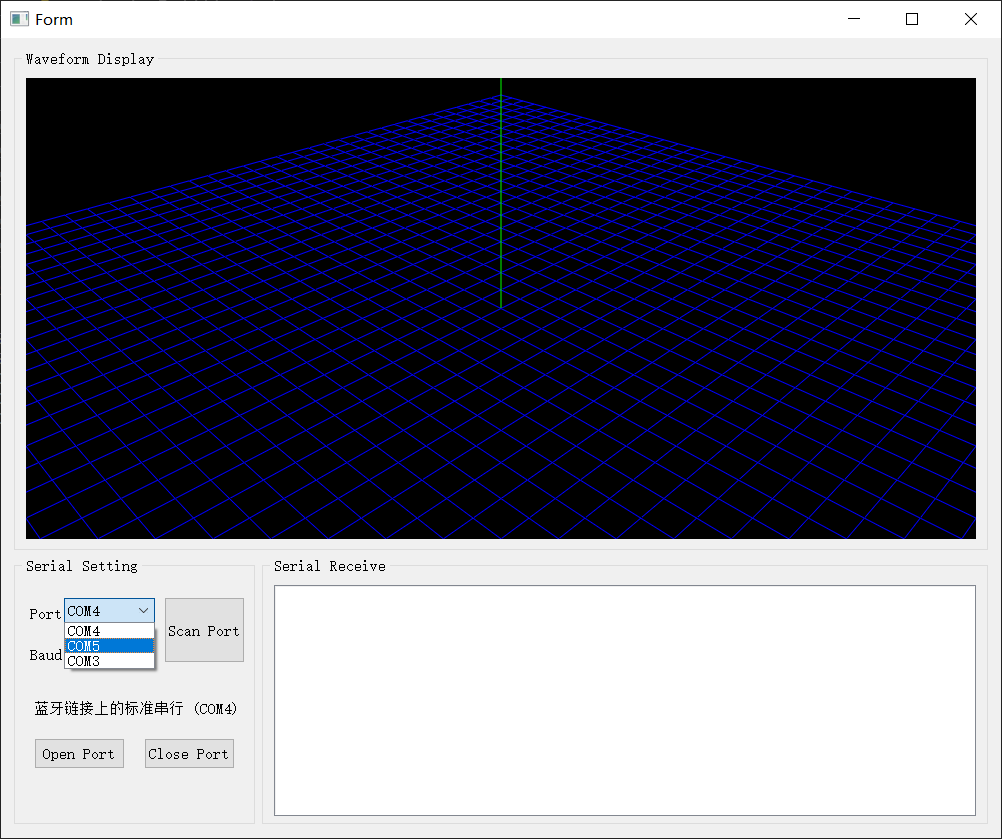 Form
Waveform Display
Serial Setting
Port
COM4
COM4
COM5
COM3
Scan Port
Baud
蓝牙链接上的标准串行 (COM4)
Open Port
Close Port
Serial Receive